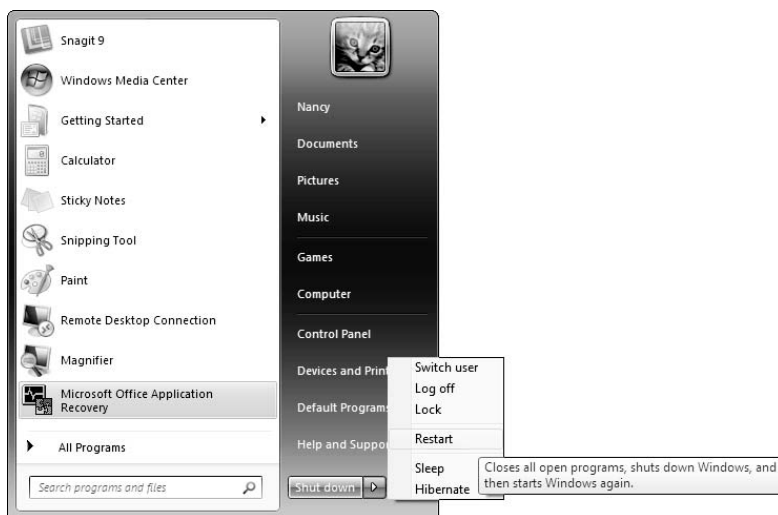 Snagit 9
Windows Media Center
Getting Started
Calculator
Sticky Notes
Snipping Tool
Paint
Remote Desktop Connection
Magnifier
Microsoft Office Application
Recovery
All Programs
Search programs and files
Nancy
Documents
Pictures
Music
Games
Computer
Control Panel
Devices and Print
Default Programs
Help and Suppo
Shut down
Switch user
Log off
Lock
Restart
Sleep
Hibernate
Closes all open programs, shuts down Windows, and
then starts Windows again.